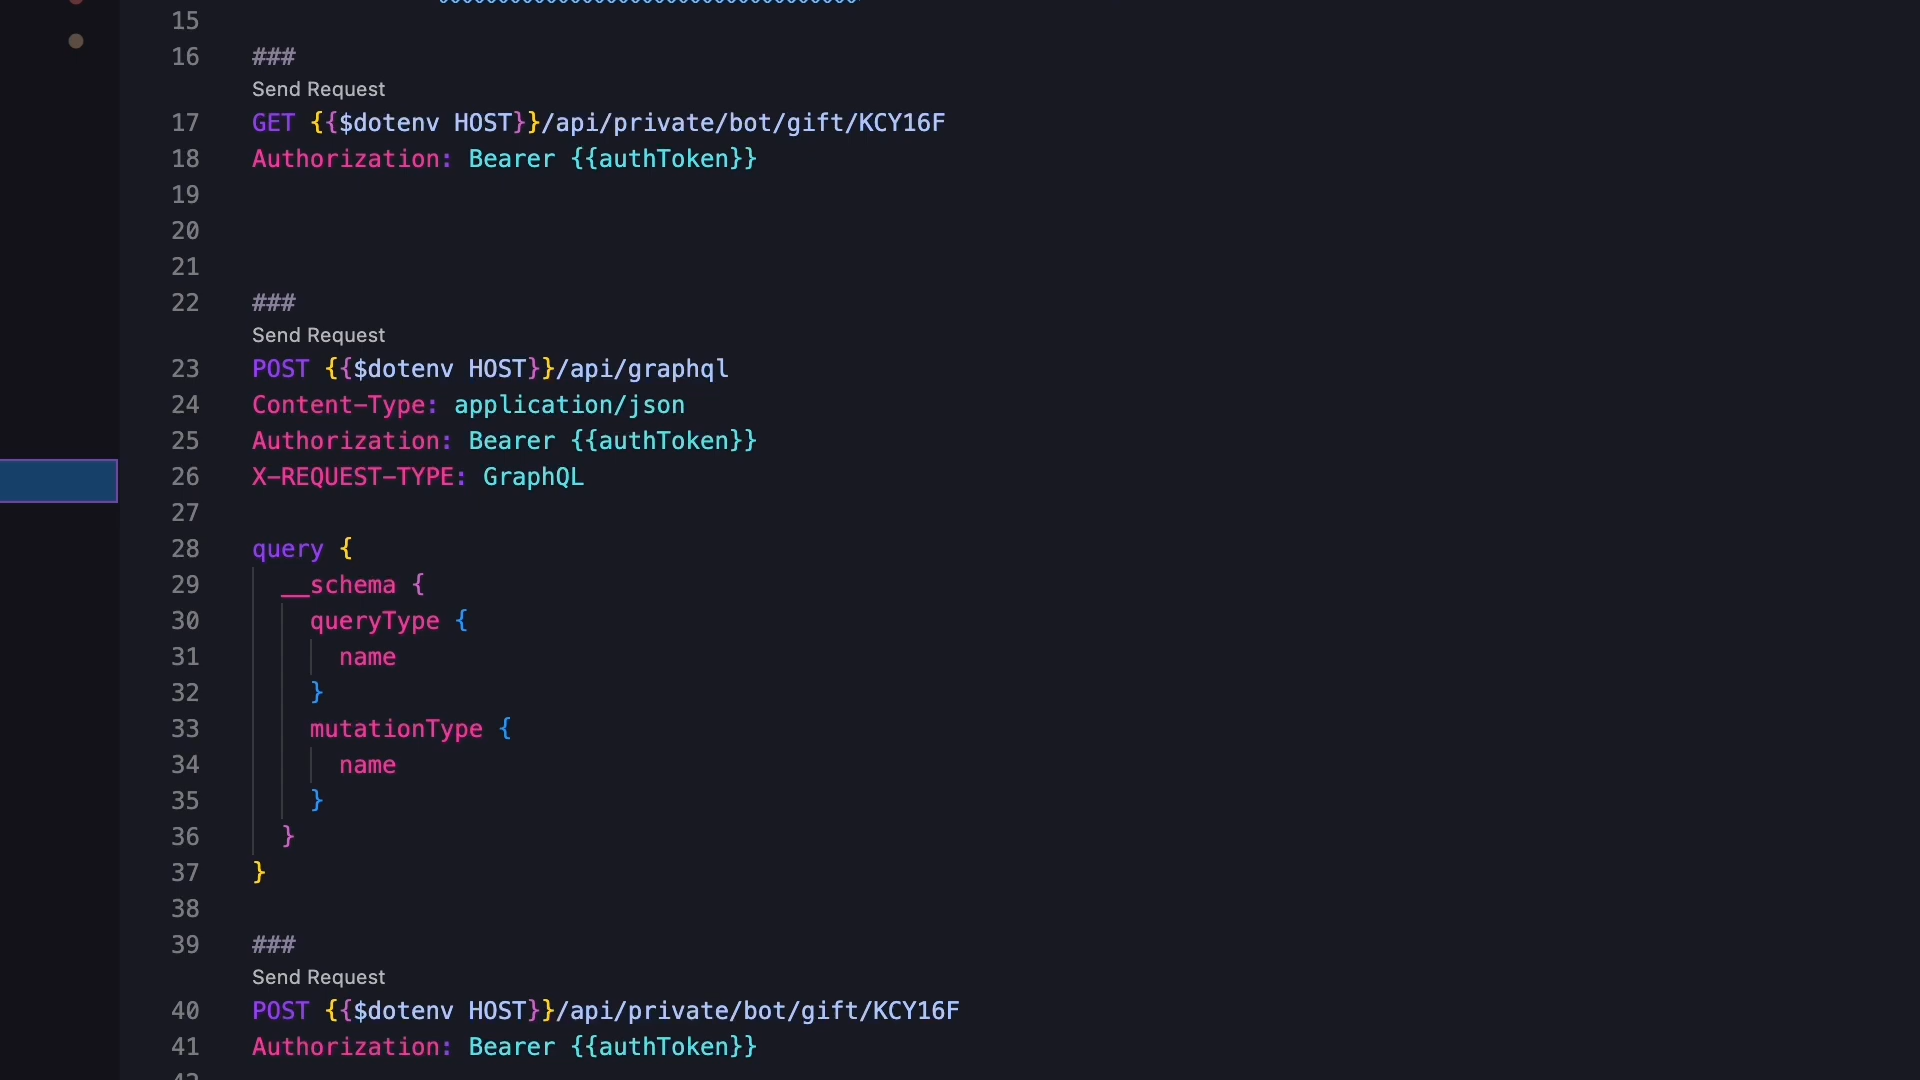 15
16 ###
Send Request
17 GET {{$dotenv HOST}}/api/private/bot/gift/KCY16F
18 Authorization: Bearer {{authToken}}
19
20
21
22 ###
Send Request
23 POST {{$dotenv HOST}}/api/graphql
24 Content-Type: application/json
25 Authorization: Bearer {{authToken}}
26 X-REQUEST-TYPE: GraphQL
27
28 query {
29   __schema {
30     queryType {
31       name
32     }
33     mutationType {
34       name
35     }
36   }
37 }
38
39 ###
Send Request
40 POST {{$dotenv HOST}}/api/private/bot/gift/KCY16F
41 Authorization: Bearer {{authToken}}